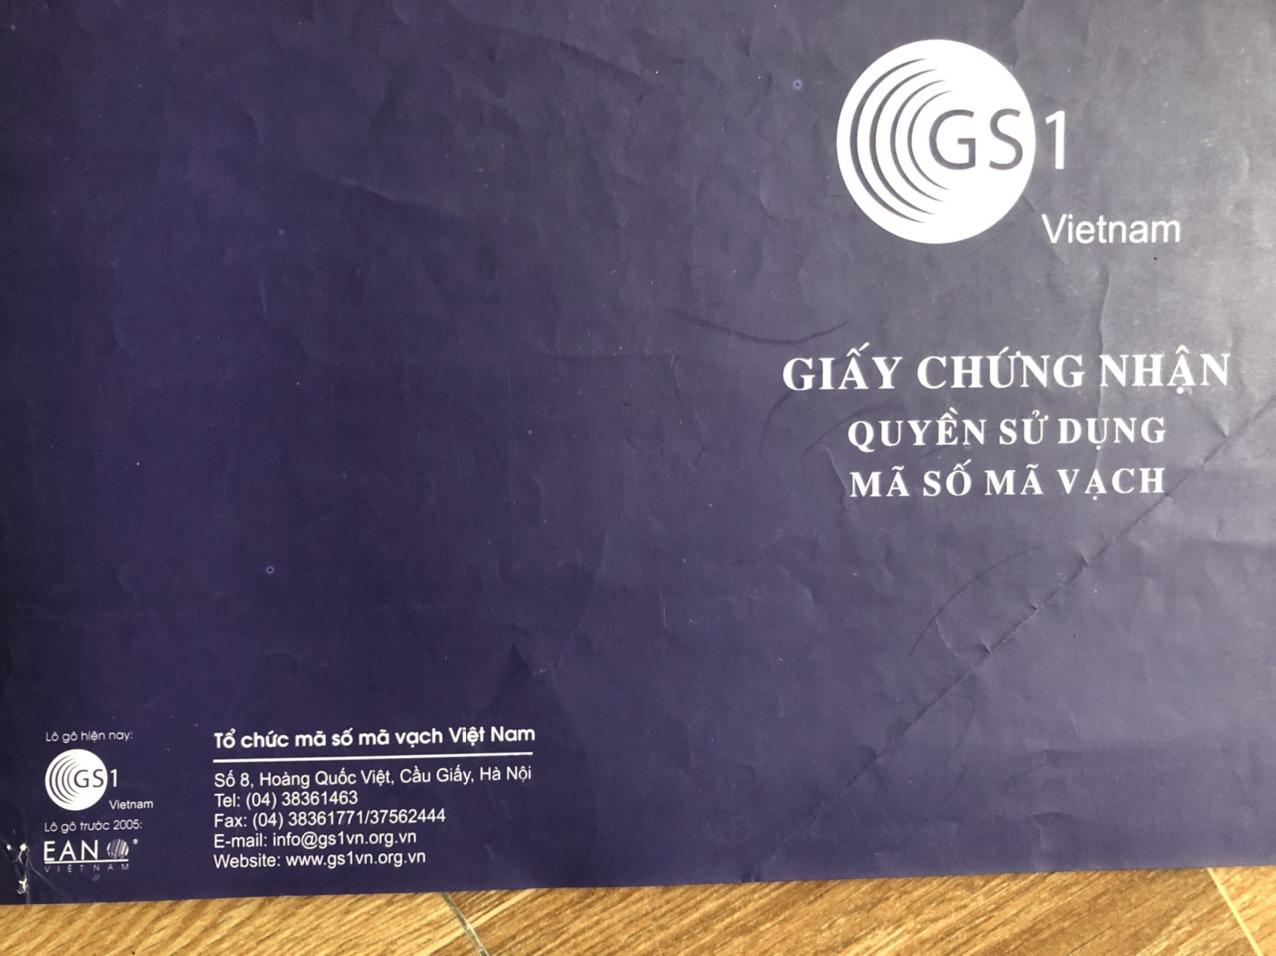 GS1
Vietnam
GIẤY CHỨNG NHẬN
QUYỀN SỬ DỤNG
MÃ SỐ MÃ VẠCH
Lô gô hiện nay:
GS1
Vietnam
Lô gô trước 2005:
EAN
VIỆT NAM
Tổ chức mã số mã vạch Việt Nam
Số 8, Hoàng Quốc Việt, Cầu Giấy, Hà Nội
Tel: (04) 38361463
Fax: (04) 38361771/37562444
E-mail: info@gs1vn.org.vn
Website: www.gs1vn.org.vn